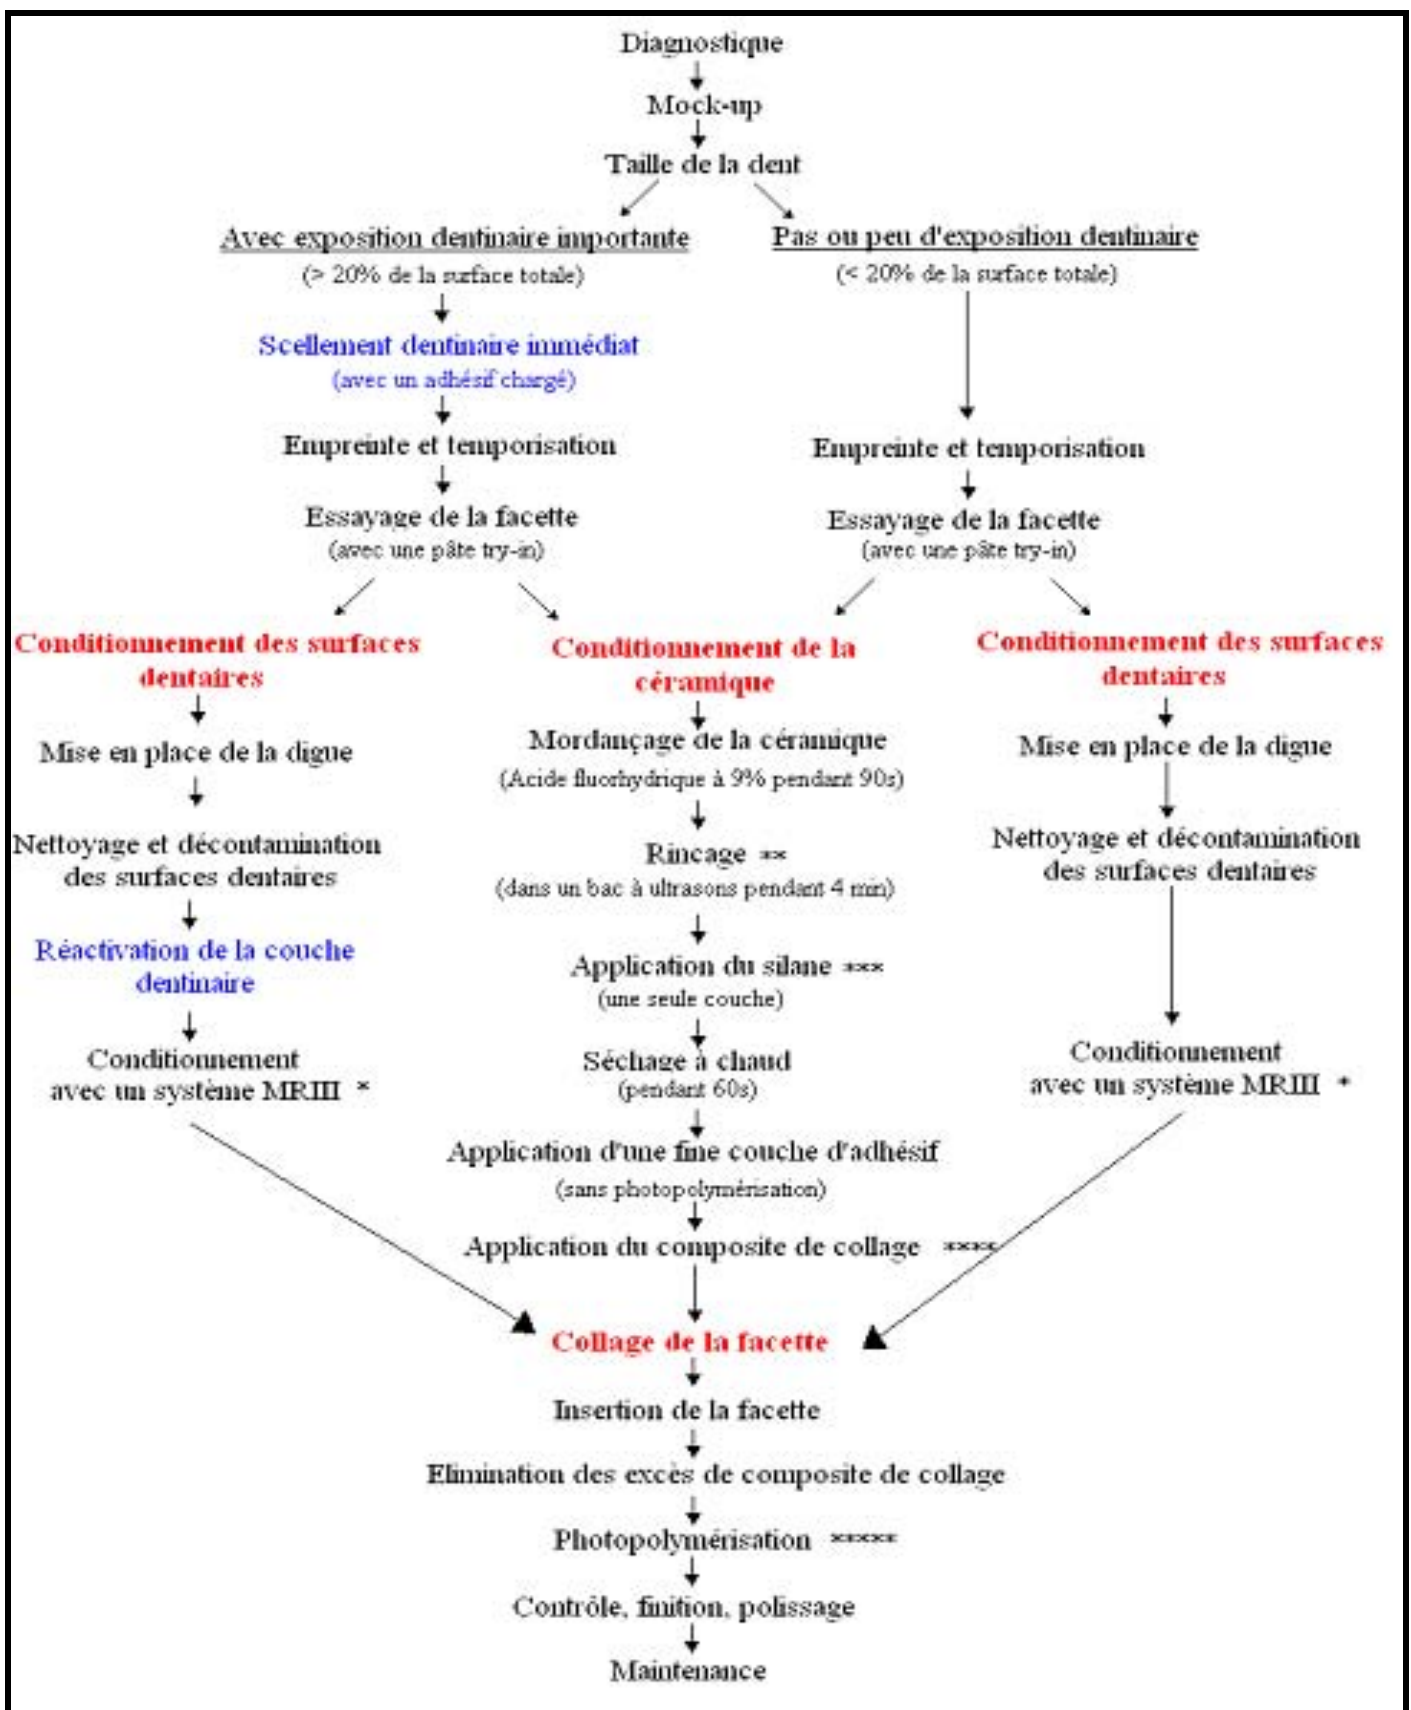 Diagnostique
Mock-up
Taille de la dent
Avec exposition dentinaire importante
(> 20% de la surface totale)
Pas ou peu d'exposition dentinaire
(< 20% de la surface totale)
Scellement dentinaire immédiat
(avec un adhésif chargé)
Empreinte et temporisation
Empreinte et temporisation
Essayage de la facette
(avec une pâte try-in)
Essayage de la facette
(avec une pâte try-in)
Conditionnement des surfaces
dentaires
Mise en place de la digue
Nettoyage et décontamination
des surfaces dentaires
Réactivation de la couche
dentinaire
Conditionnement
avec un système MRIII *
Conditionnement de la
céramique
Mordançage de la céramique
(Acide fluorhydrique à 9% pendant 90s)
Rincage **
(dans un bac à ultrasons pendant 4 min)
Application du silane ***
(une seule couche)
Séchage à chaud
(pendant 60s)
Application d'une fine couche d'adhésif
(sans photopolymérisation)
Application du composite de collage ****
Conditionnement des surfaces
dentaires
Mise en place de la digue
Nettoyage et décontamination
des surfaces dentaires
Conditionnement
avec un système MRIII *
Collage de la facette
Insertion de la facette
Elimination des excès de composite de collage
Photopolymérisation *****
Contrôle, finition, polissage
Maintenance